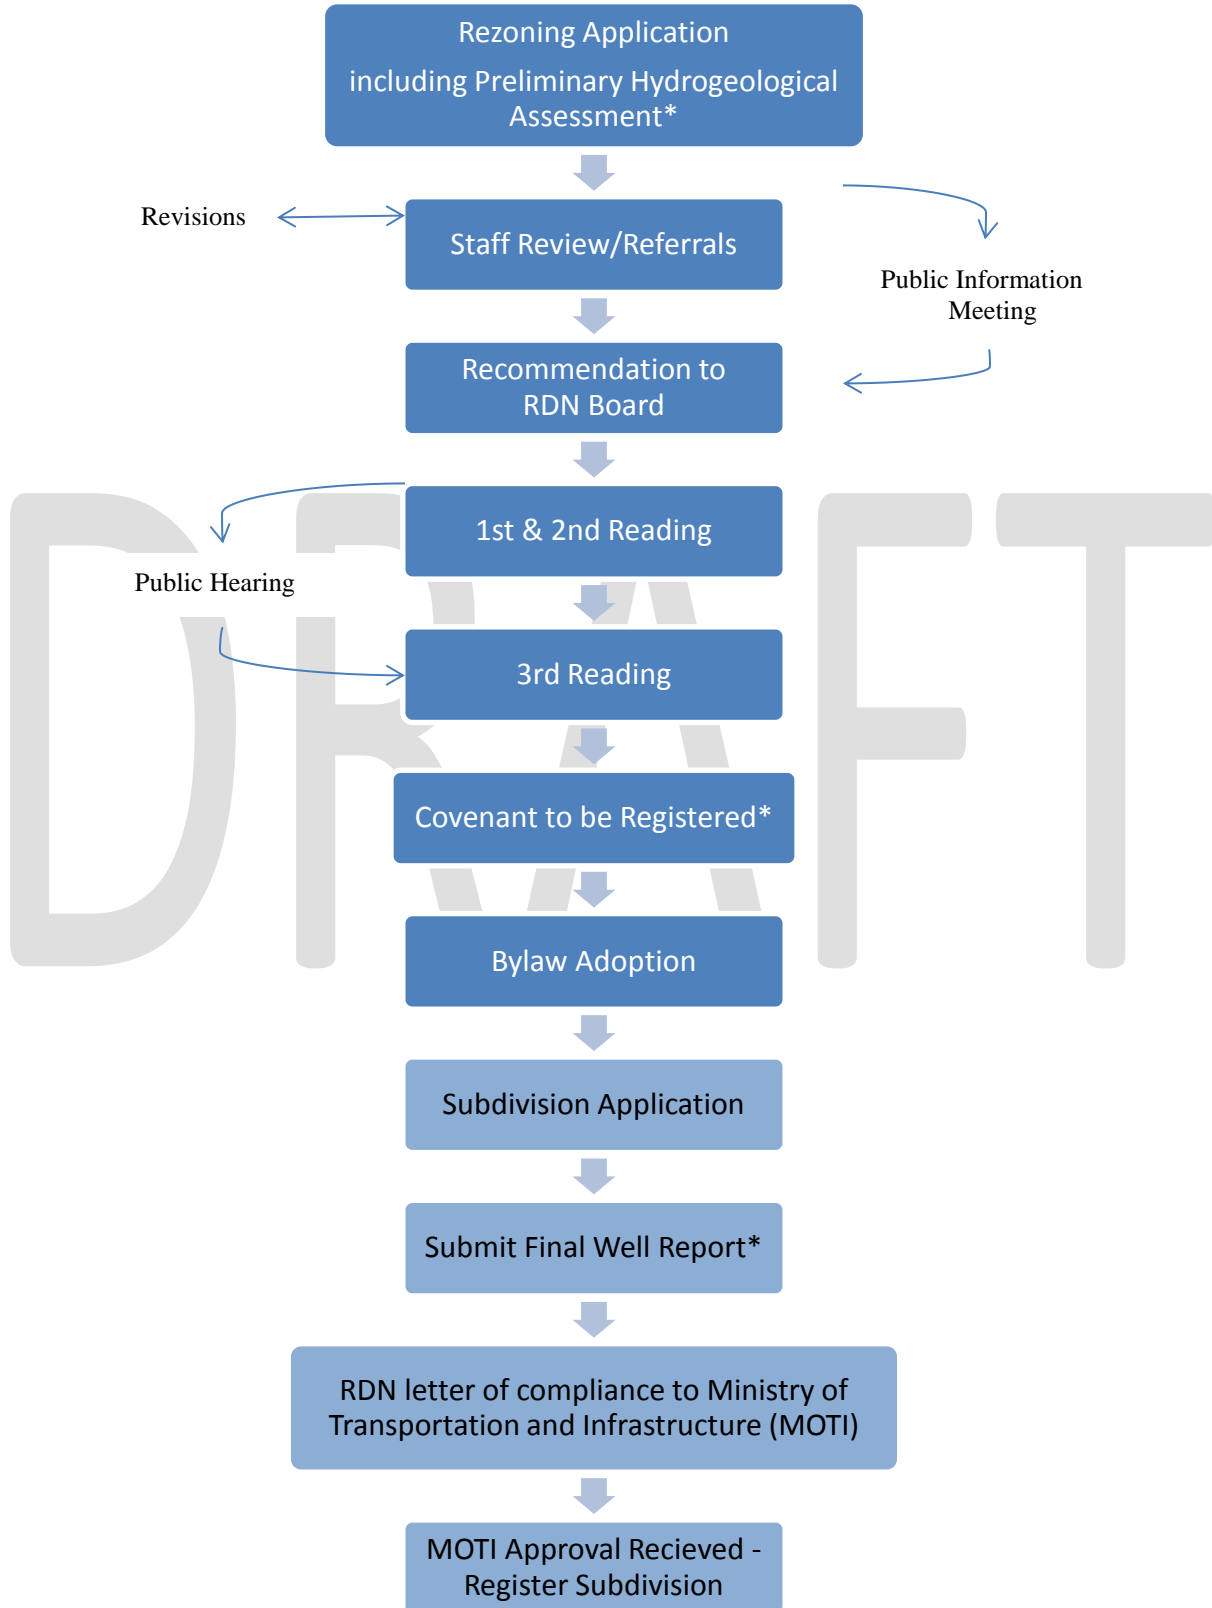 Rezoning Application
including Preliminary Hydrogeological
Assessment*
Revisions
Staff Review/Referrals
Public Information
Meeting
Recommendation to
RDN Board
1st & 2nd Reading
Public Hearing
3rd Reading
DRAFT
Covenant to be Registered*
Bylaw Adoption
Subdivision Application
Submit Final Well Report*
RDN letter of compliance to Ministry of
Transportation and Infrastructure (MOTI)
MOTI Approval Recieved -
Register Subdivision